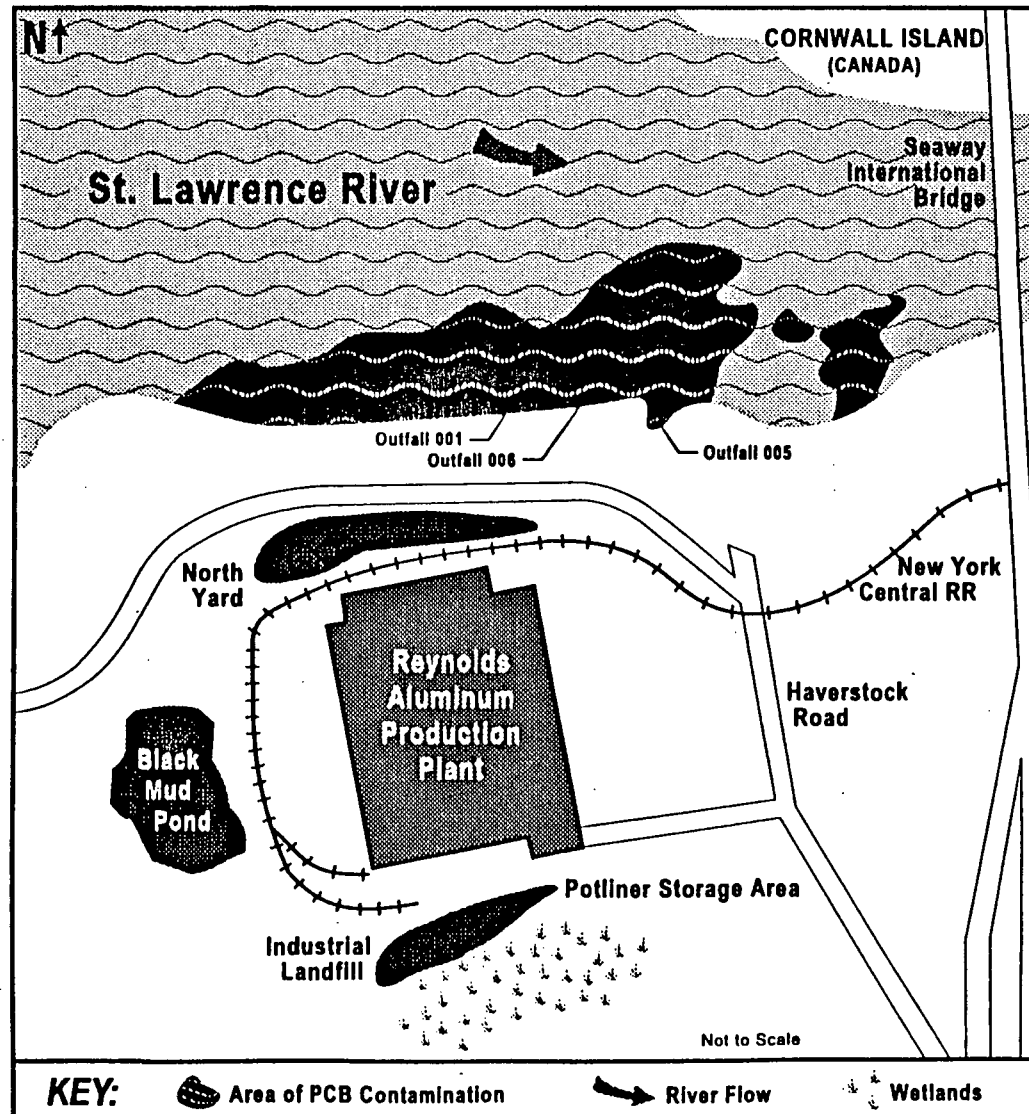 N
CORNWALL ISLAND
(CANADA)
Seaway
International
Bridge
St. Lawrence River
Outfall 001
Outfall 006
Outfall 005
North
Yard
New York
Central RR
Reynolds
Aluminum
Production
Plant
Haverstock
Road
Black
Mud
Pond
Potliner Storage Area
Industrial
Landfill
Not to Scale
KEY:
Area of PCB Contamination
River Flow
Wetlands